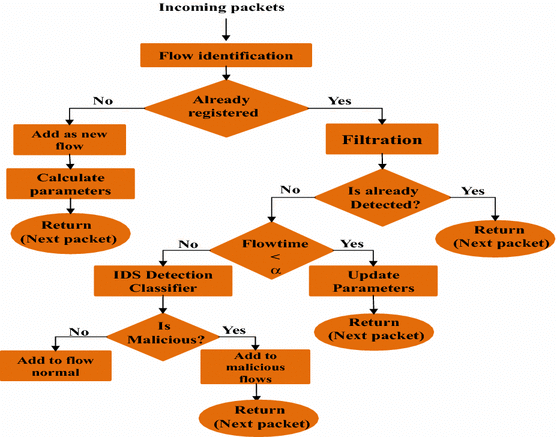 Incoming packets
Flow identification
Already
registered
No
Yes
Add as new
flow
Filtration
Calculate
parameters
Is already
Detected?
No
Yes
Return
(Next packet)
Return
(Next packet)
Flowtime
<
α
No
Yes
IDS Detection
Classifier
Update
Parameters
Is
Malicious?
Return
(Next packet)
No
Yes
Add to flow
normal
Add to
malicious
flows
Return
(Next packet)